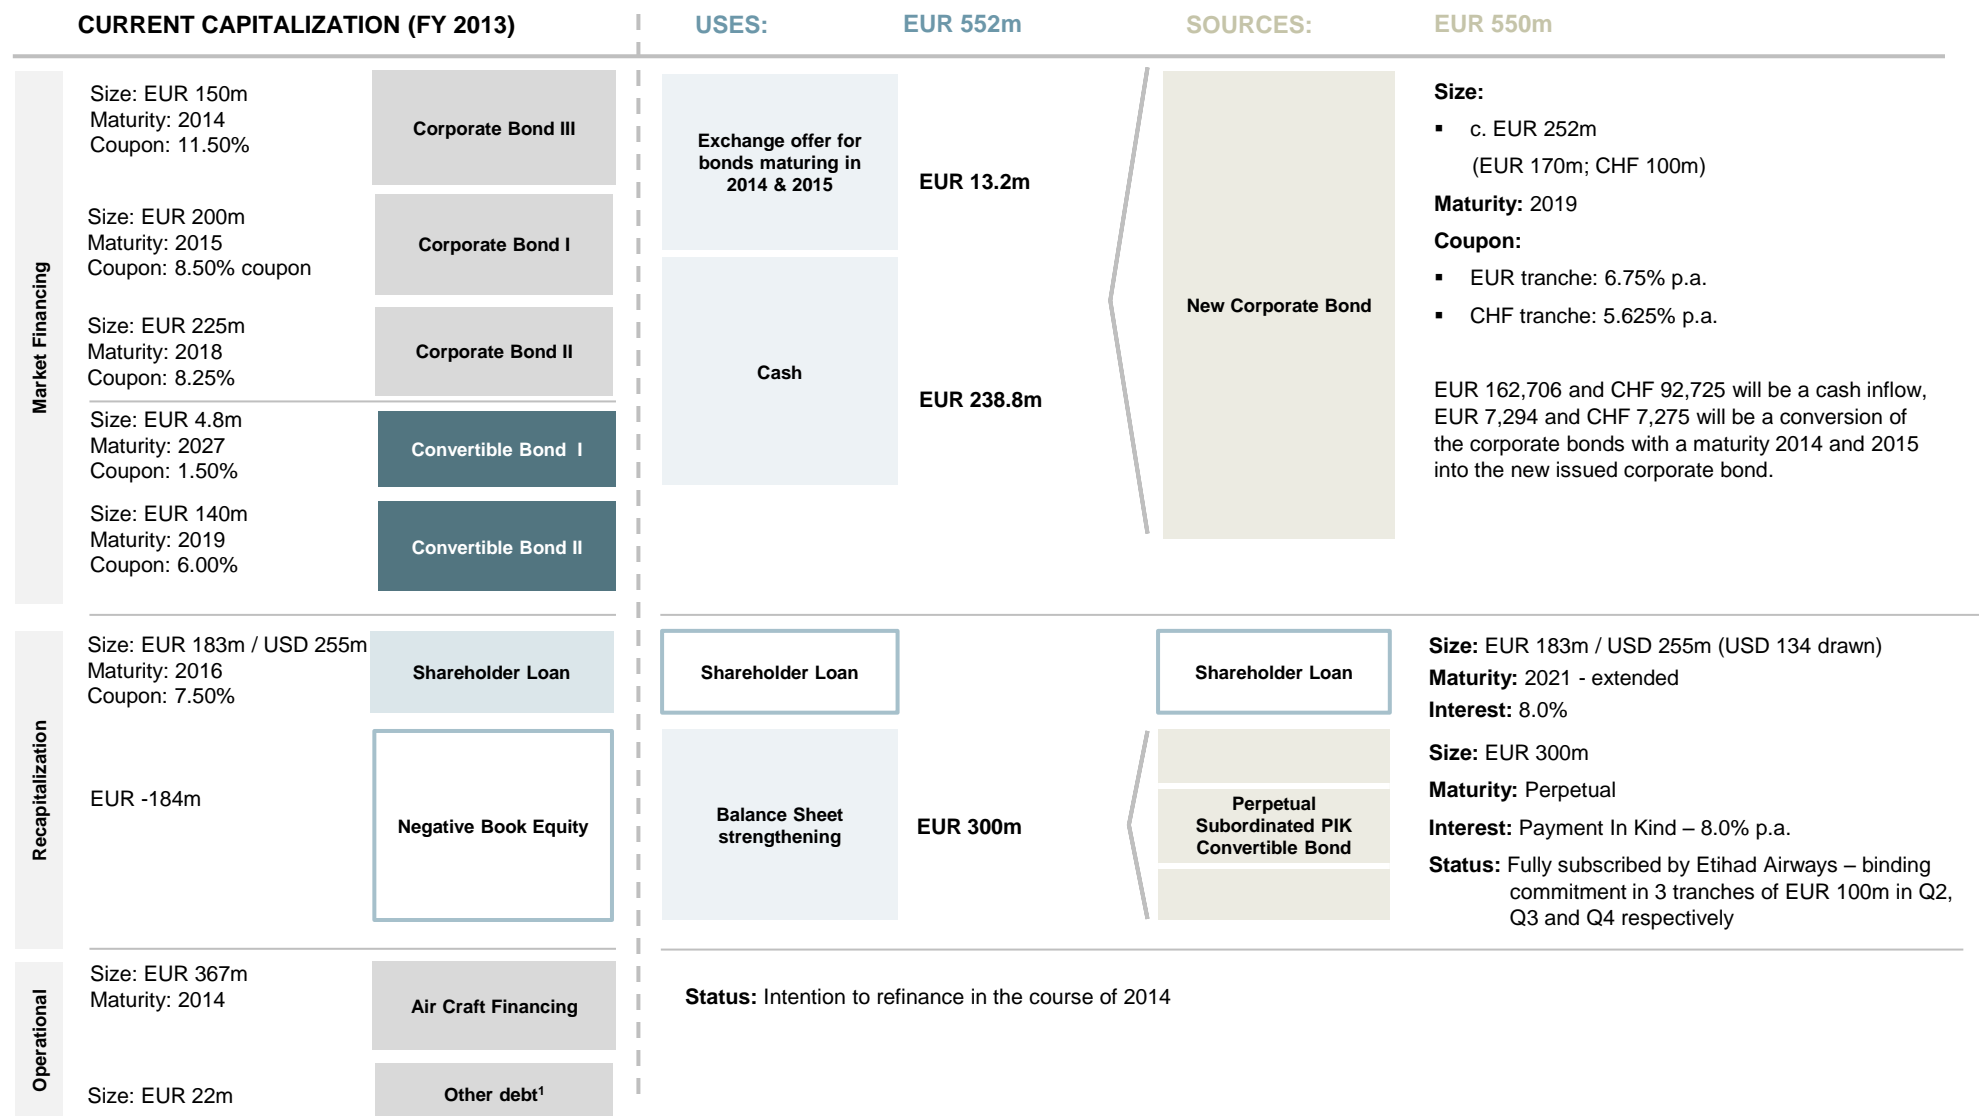 CURRENT CAPITALIZATION (FY 2013)
USES:
EUR 552m
SOURCES:
EUR 550m
Market Financing
Size: EUR 150m
Maturity: 2014
Coupon: 11.50%
Corporate Bond III
Size: EUR 200m
Maturity: 2015
Coupon: 8.50% coupon
Corporate Bond I
Size: EUR 225m
Maturity: 2018
Coupon: 8.25%
Corporate Bond II
Size: EUR 4.8m
Maturity: 2027
Coupon: 1.50%
Convertible Bond I
Size: EUR 140m
Maturity: 2019
Coupon: 6.00%
Convertible Bond II
Exchange offer for
bonds maturing in
2014 & 2015
EUR 13.2m
Cash
EUR 238.8m
New Corporate Bond
Size:
▪ c. EUR 252m
(EUR 170m; CHF 100m)
Maturity: 2019
Coupon:
▪ EUR tranche: 6.75% p.a.
▪ CHF tranche: 5.625% p.a.
EUR 162,706 and CHF 92,725 will be a cash inflow,
EUR 7,294 and CHF 7,275 will be a conversion of
the corporate bonds with a maturity 2014 and 2015
into the new issued corporate bond.
Recapitalization
Size: EUR 183m / USD 255m
Maturity: 2016
Coupon: 7.50%
Shareholder Loan
Shareholder Loan
Shareholder Loan
Size: EUR 183m / USD 255m (USD 134 drawn)
Maturity: 2021 - extended
Interest: 8.0%
EUR -184m
Negative Book Equity
Balance Sheet
strengthening
EUR 300m
Perpetual
Subordinated PIK
Convertible Bond
Size: EUR 300m
Maturity: Perpetual
Interest: Payment In Kind – 8.0% p.a.
Status: Fully subscribed by Etihad Airways – binding
commitment in 3 tranches of EUR 100m in Q2,
Q3 and Q4 respectively
Operational
Size: EUR 367m
Maturity: 2014
Air Craft Financing
Status: Intention to refinance in the course of 2014
Size: EUR 22m
Other debt¹